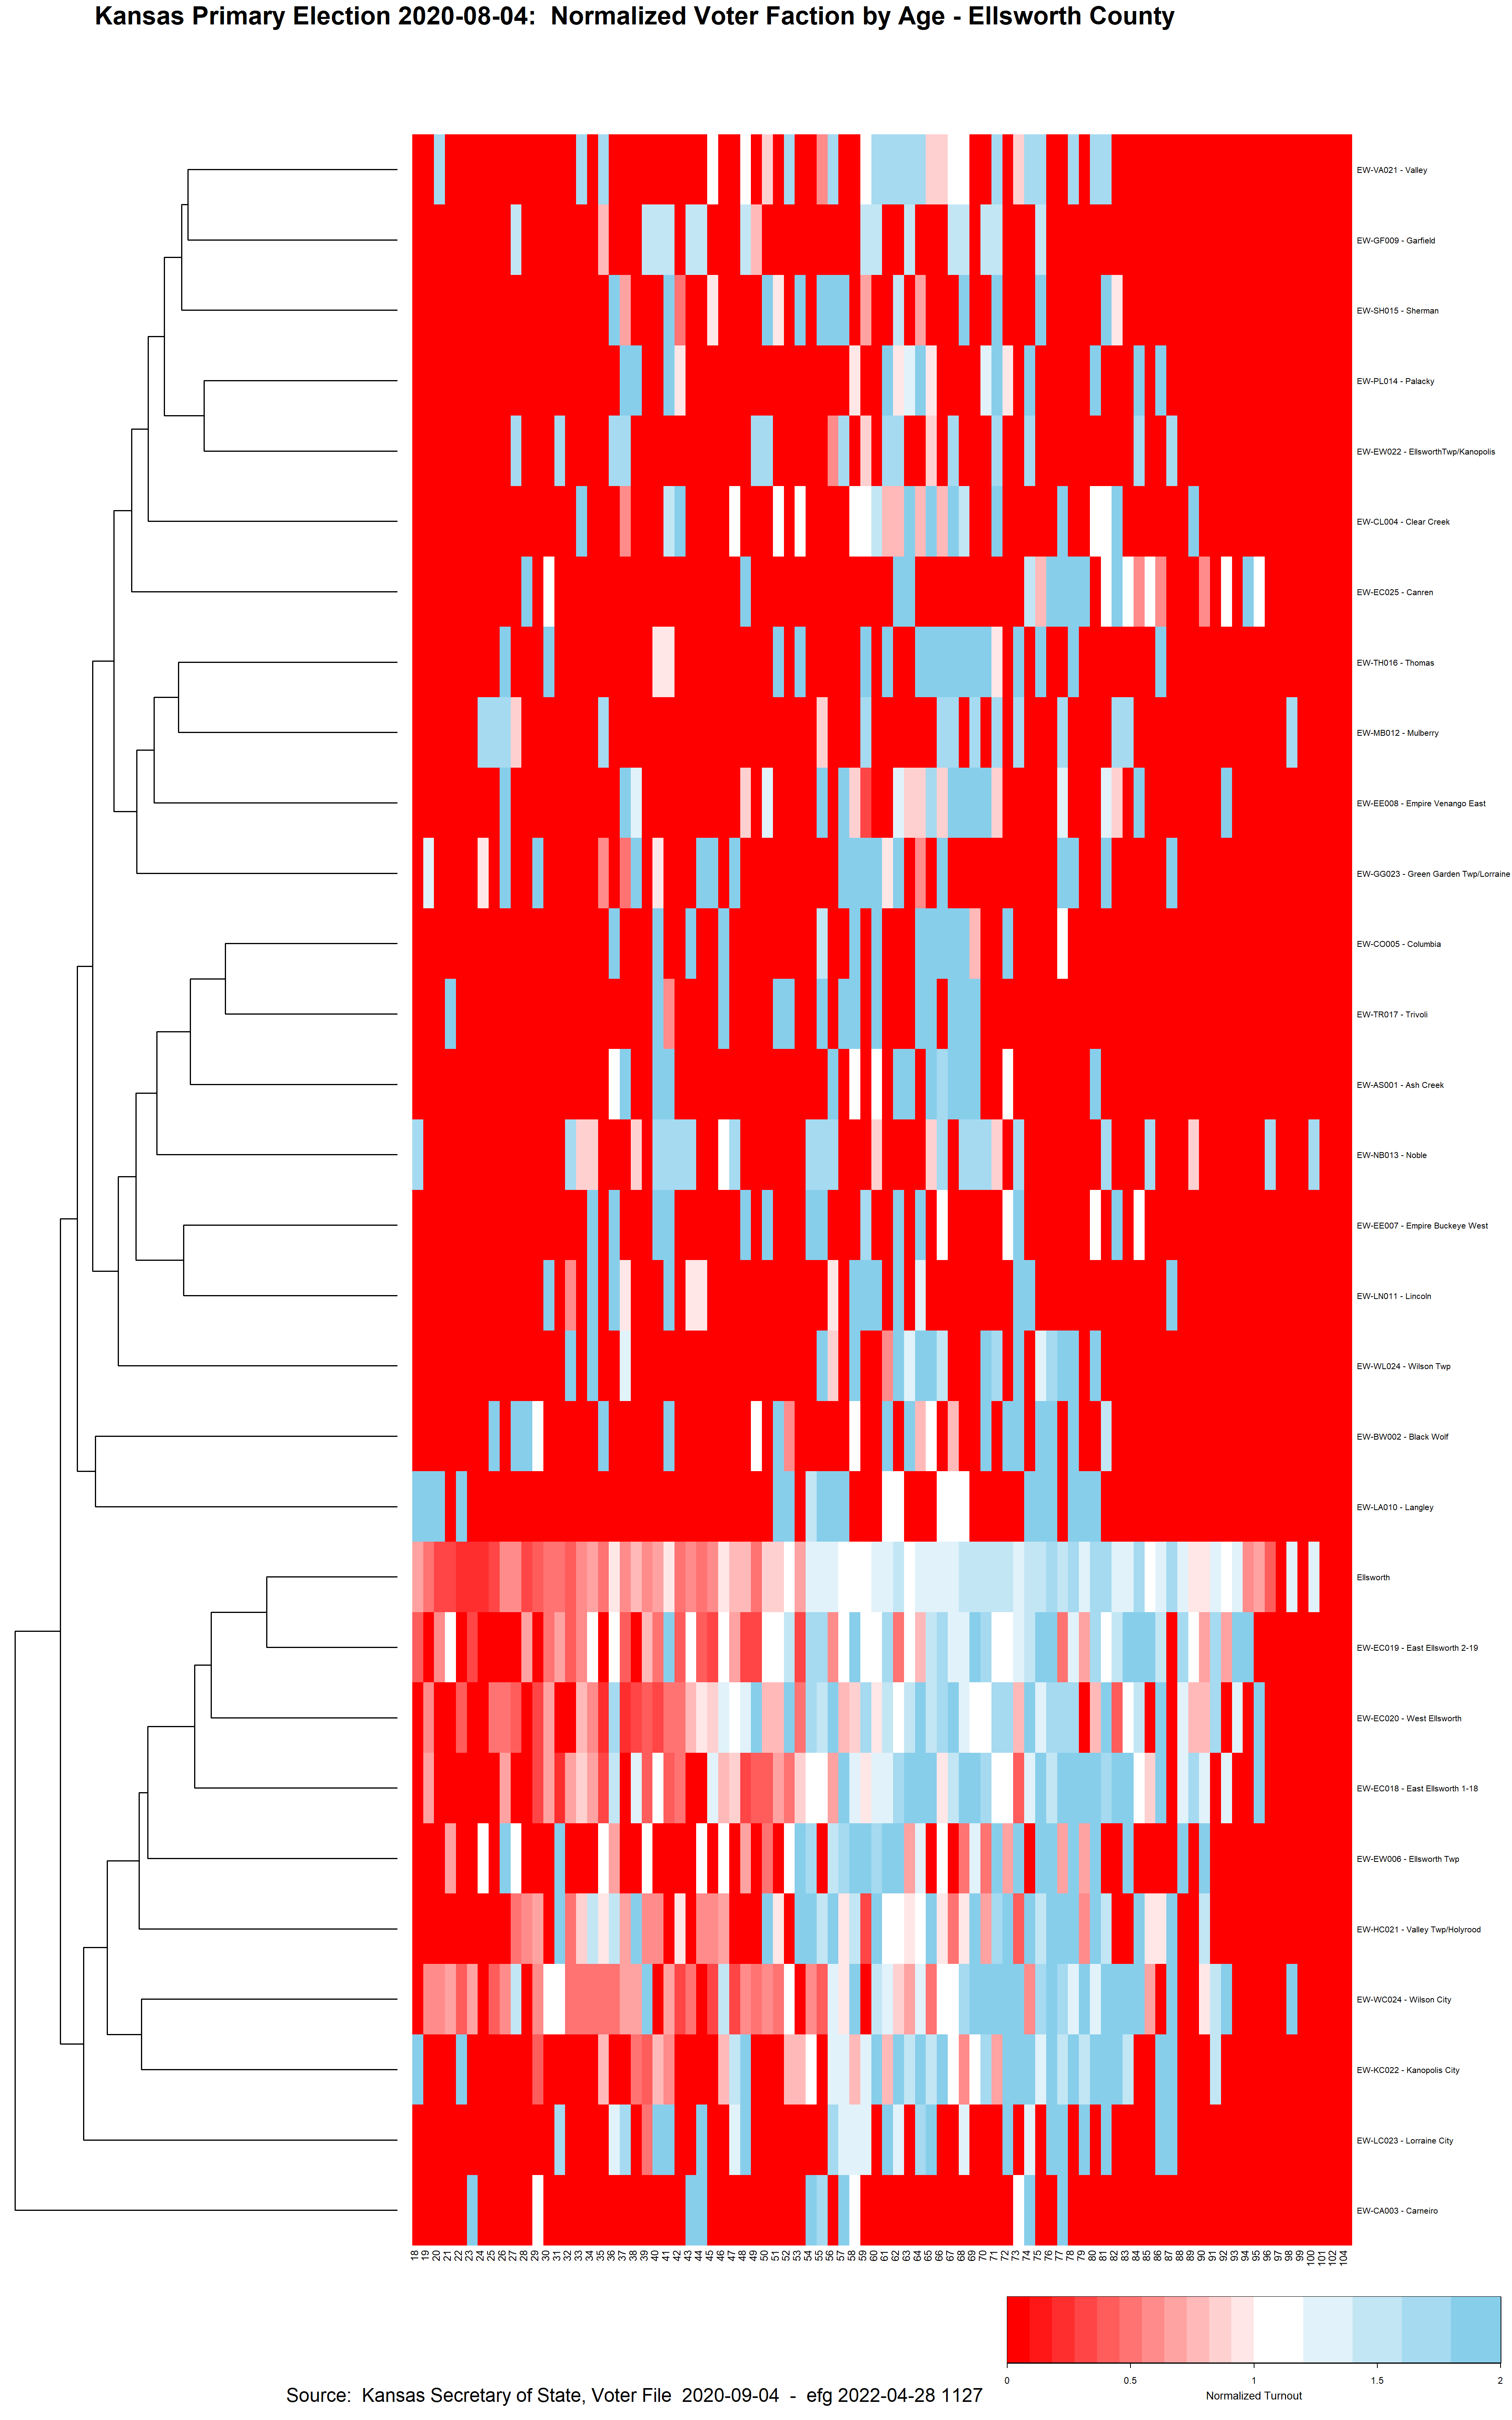 Kansas Primary Election 2020-08-04:  Normalized Voter Faction by Age - Ellsworth County
EW-VA021 - Valley
EW-GF009 - Garfield
EW-SH015 - Sherman
EW-PL014 - Palacky
EW-EW022 - EllsworthTwp/Kanopolis
EW-CL004 - Clear Creek
EW-EC025 - Canren
EW-TH016 - Thomas
EW-MB012 - Mulberry
EW-EE008 - Empire Venango East
EW-GG023 - Green Garden Twp/Lorraine
EW-CO005 - Columbia
EW-TR017 - Trivoli
EW-AS001 - Ash Creek
EW-NB013 - Noble
EW-EE007 - Empire Buckeye West
EW-LN011 - Lincoln
EW-WL024 - Wilson Twp
EW-BW002 - Black Wolf
EW-LA010 - Langley
Ellsworth
EW-EC019 - East Ellsworth 2-19
EW-EC020 - West Ellsworth
EW-EC018 - East Ellsworth 1-18
EW-EW006 - Ellsworth Twp
EW-HC021 - Valley Twp/Holyrood
EW-WC024 - Wilson City
EW-KC022 - Kanopolis City
EW-LC023 - Lorraine City
EW-CA003 - Carneiro
18 19 20 21 22 23 24 25 26 27 28 29 30 31 32 33 34 35 36 37 38 39 40 41 42 43 44 45 46 47 48 49 50 51 52 53 54 55 56 57 58 59 60 61 62 63 64 65 66 67 68 69 70 71 72 73 74 75 76 77 78 79 80 81 82 83 84 85 86 87 88 89 90 91 92 93 94 95 96 97 98 99 100 101 102 104
0 0.5 1 1.5 2
Normalized Turnout
Source:  Kansas Secretary of State, Voter File  2020-09-04  -  efg 2022-04-28 1127